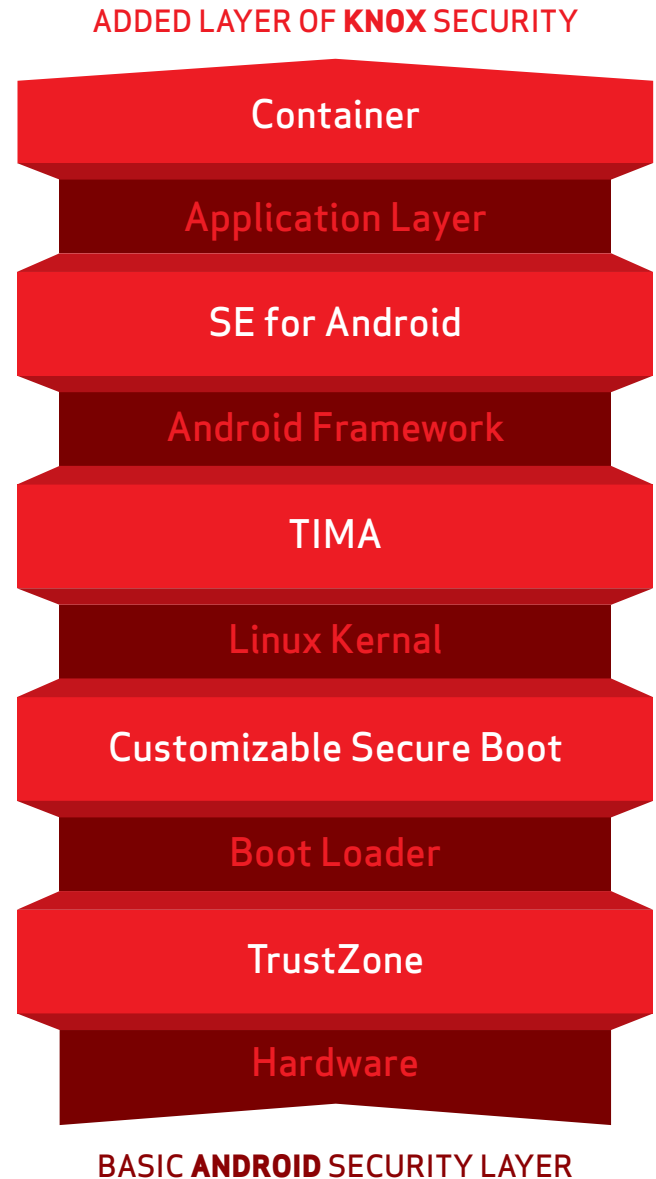 ADDED LAYER OF KNOX SECURITY
Container
Application Layer
SE for Android
Android Framework
TIMA
Linux Kernal
Customizable Secure Boot
Boot Loader
TrustZone
Hardware
BASIC ANDROID SECURITY LAYER